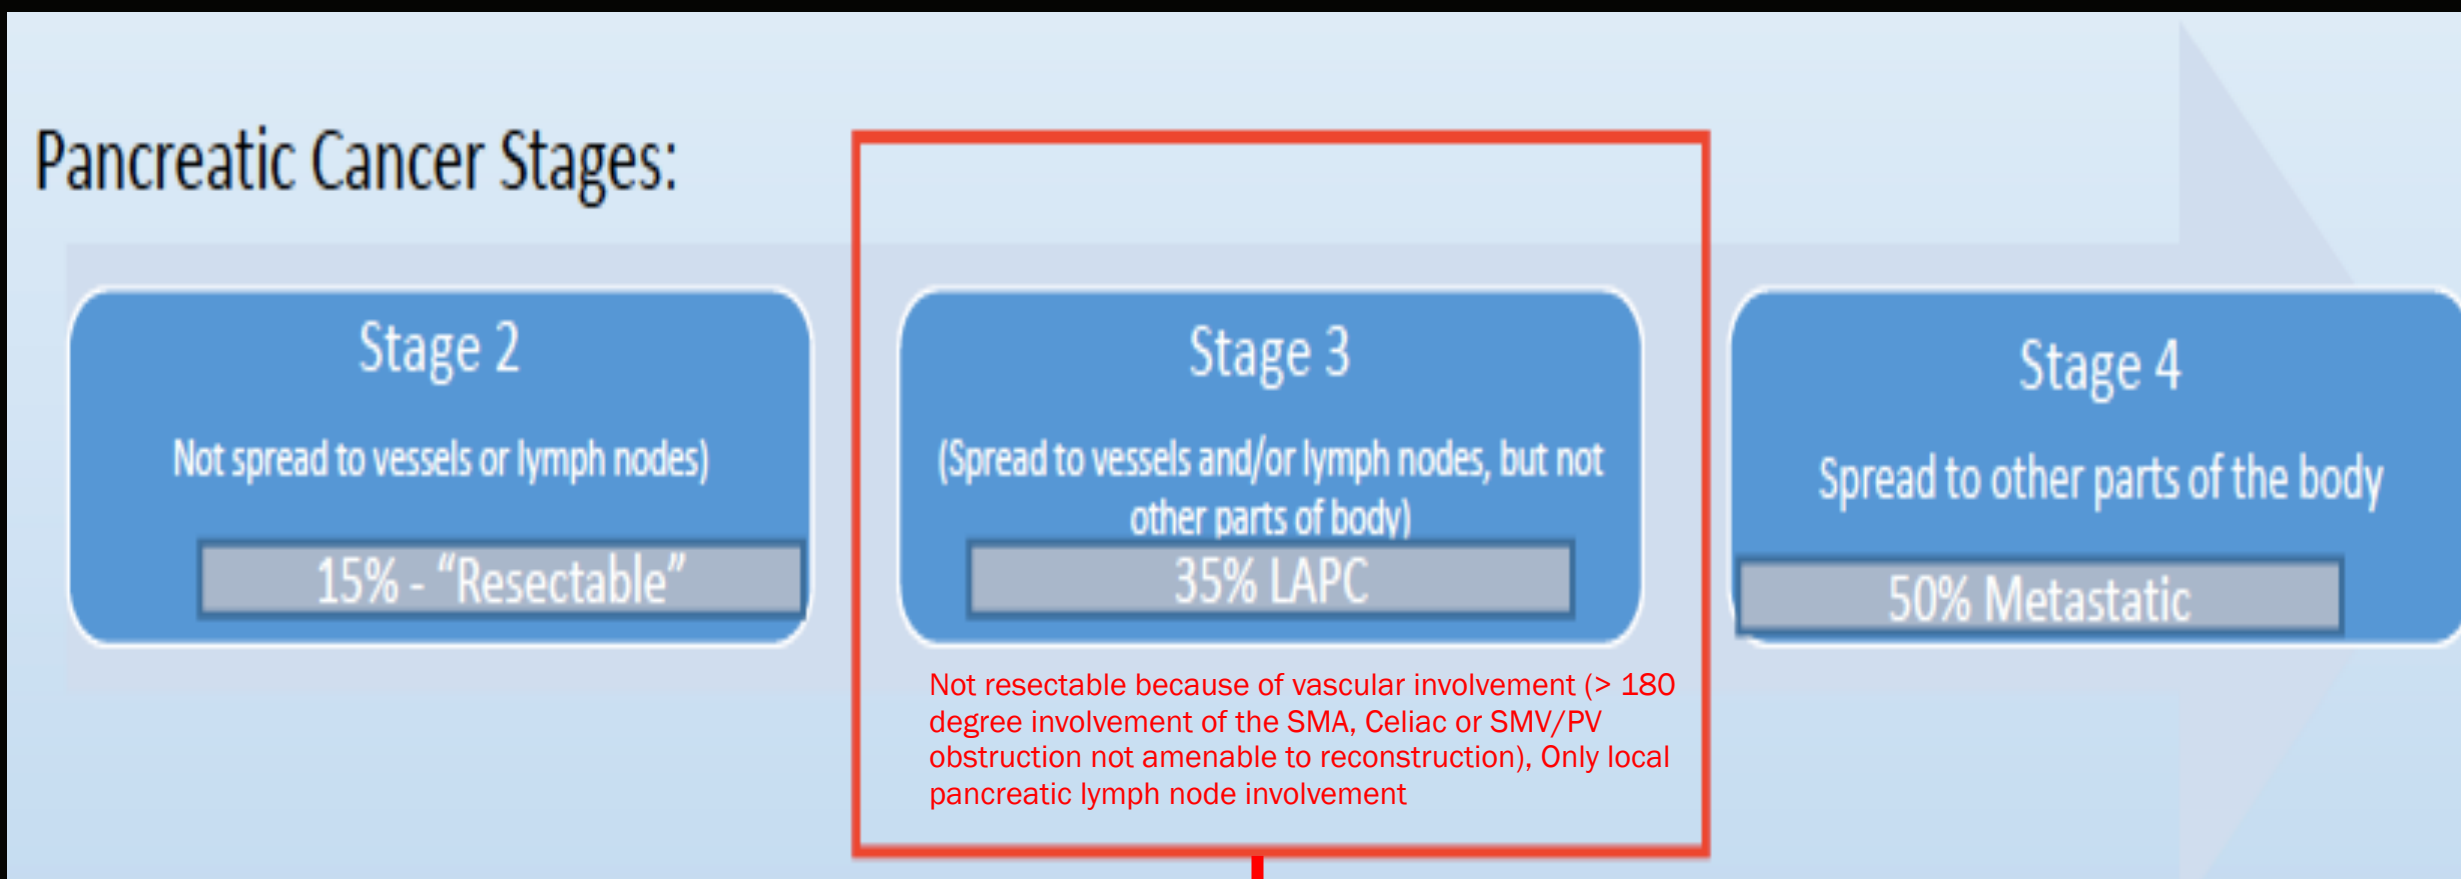 Pancreatic Cancer Stages:
Stage 2
Not spread to vessels or lymph nodes)
15% - “Resectable”
Stage 3
(Spread to vessels and/or lymph nodes, but not
other parts of body)
35% LAPC
Not resectable because of vascular involvement (> 180
degree involvement of the SMA, Celiac or SMV/PV
obstruction not amenable to reconstruction), Only local
pancreatic lymph node involvement
Stage 4
Spread to other parts of the body
50% Metastatic